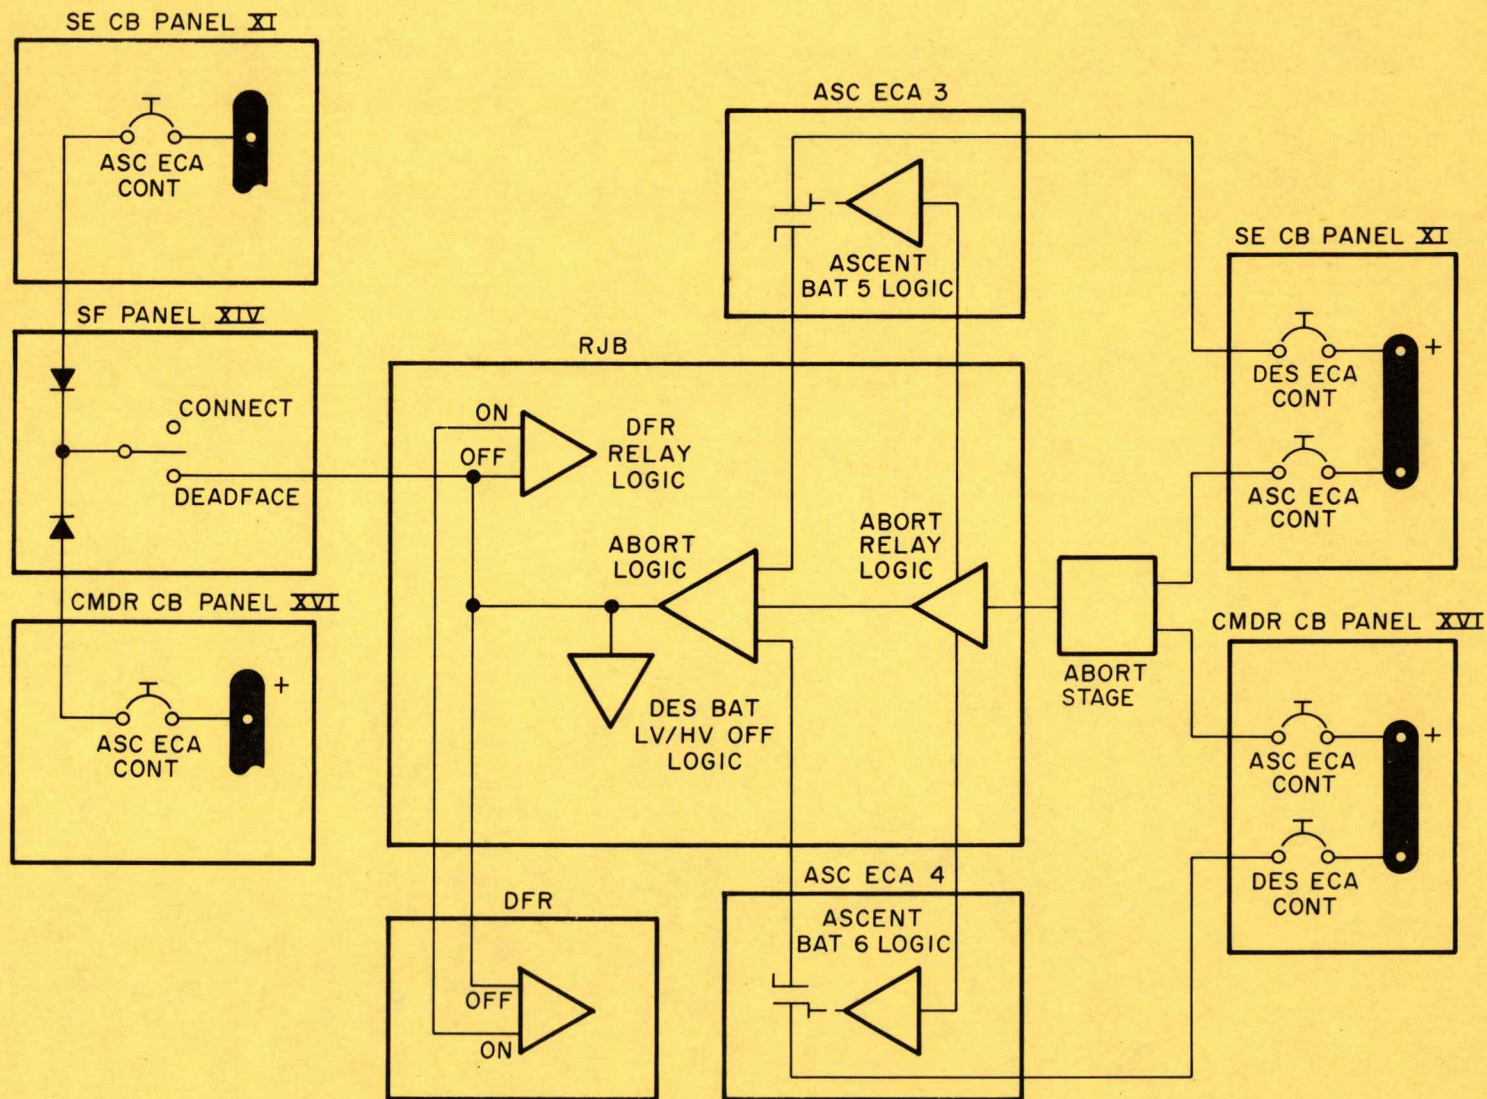 SE CB PANEL XI
ASC ECA
CONT
SF PANEL XIV
CONNECT
DEADFACE
CMDR CB PANEL XVI
+
ASC ECA
CONT
RJB
ON
OFF
DFR
RELAY
LOGIC
ABORT
LOGIC
ABORT
RELAY
LOGIC
DES BAT
LV/HV OFF
LOGIC
DFR
OFF
ON
ASC ECA 3
ASCENT
BAT 5 LOGIC
ASC ECA 4
ASCENT
BAT 6 LOGIC
ABORT
STAGE
SE CB PANEL XI
+
DES ECA
CONT
ASC ECA
CONT
CMDR CB PANEL XVI
+
ASC ECA
CONT
DES ECA
CONT